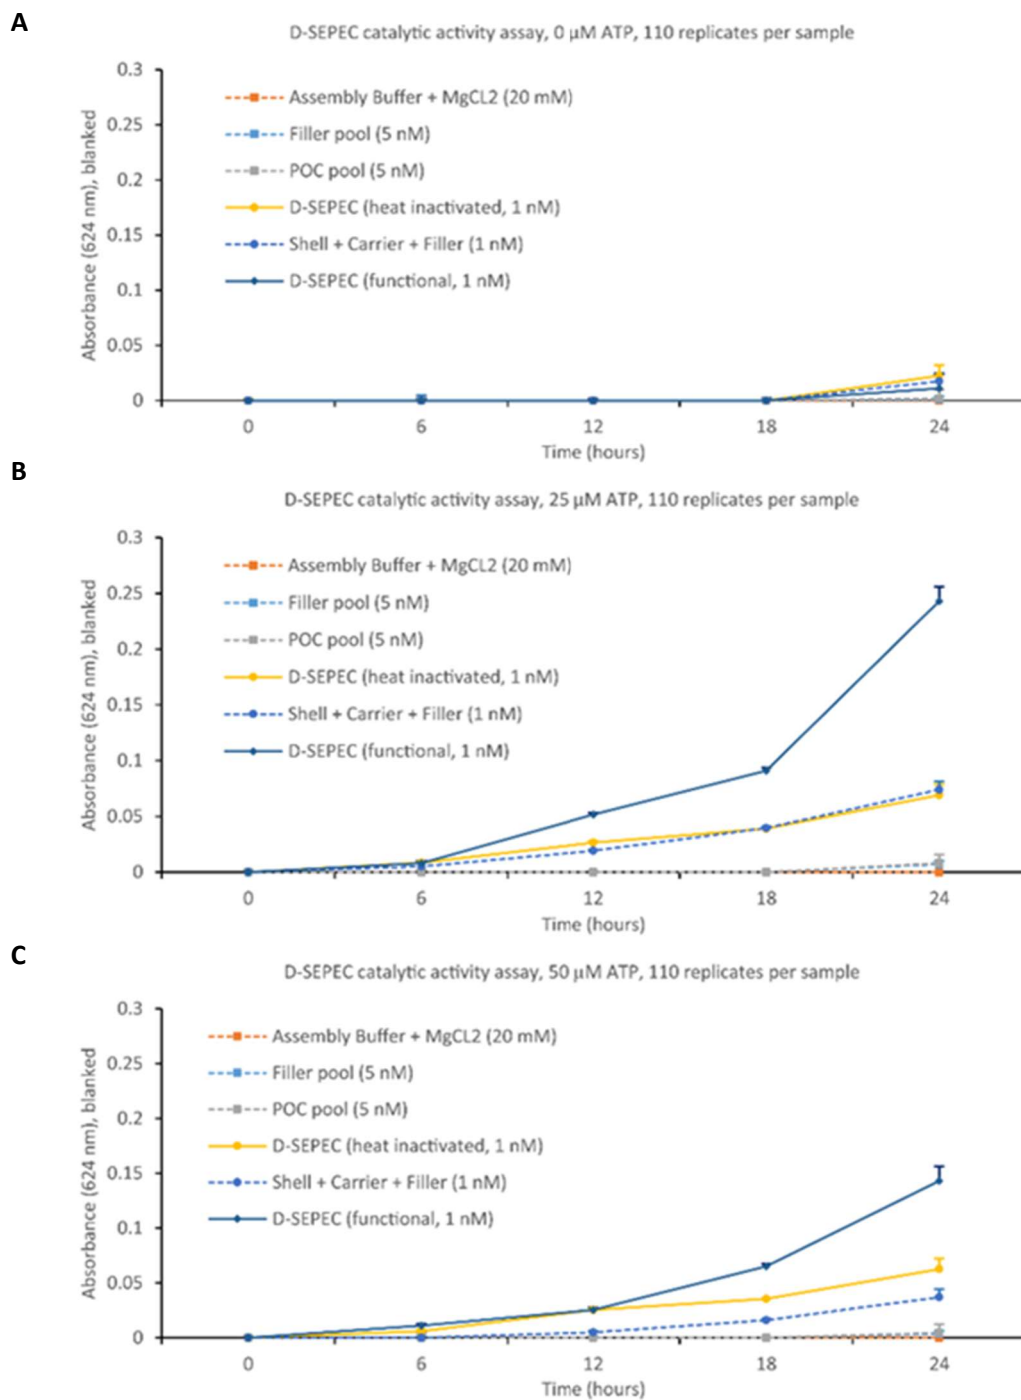 A
D-SEPEC catalytic activity assay, 0 μM ATP, 110 replicates per sample
Absorbance (624 nm), blanked
0.3
0.25
0.2
0.15
0.1
0.05
0
Assembly Buffer + MgCL2 (20 mM)
Filler pool (5 nM)
POC pool (5 nM)
D-SEPEC (heat inactivated, 1 nM)
Shell + Carrier + Filler (1 nM)
D-SEPEC (functional, 1 nM)
0 6 12 18 24
Time (hours)
B
D-SEPEC catalytic activity assay, 25 μM ATP, 110 replicates per sample
Absorbance (624 nm), blanked
0.3
0.25
0.2
0.15
0.1
0.05
0
Assembly Buffer + MgCL2 (20 mM)
Filler pool (5 nM)
POC pool (5 nM)
D-SEPEC (heat inactivated, 1 nM)
Shell + Carrier + Filler (1 nM)
D-SEPEC (functional, 1 nM)
0 6 12 18 24
Time (hours)
C
D-SEPEC catalytic activity assay, 50 μM ATP, 110 replicates per sample
Absorbance (624 nm), blanked
0.3
0.25
0.2
0.15
0.1
0.05
0
Assembly Buffer + MgCL2 (20 mM)
Filler pool (5 nM)
POC pool (5 nM)
D-SEPEC (heat inactivated, 1 nM)
Shell + Carrier + Filler (1 nM)
D-SEPEC (functional, 1 nM)
0 6 12 18 24
Time (hours)